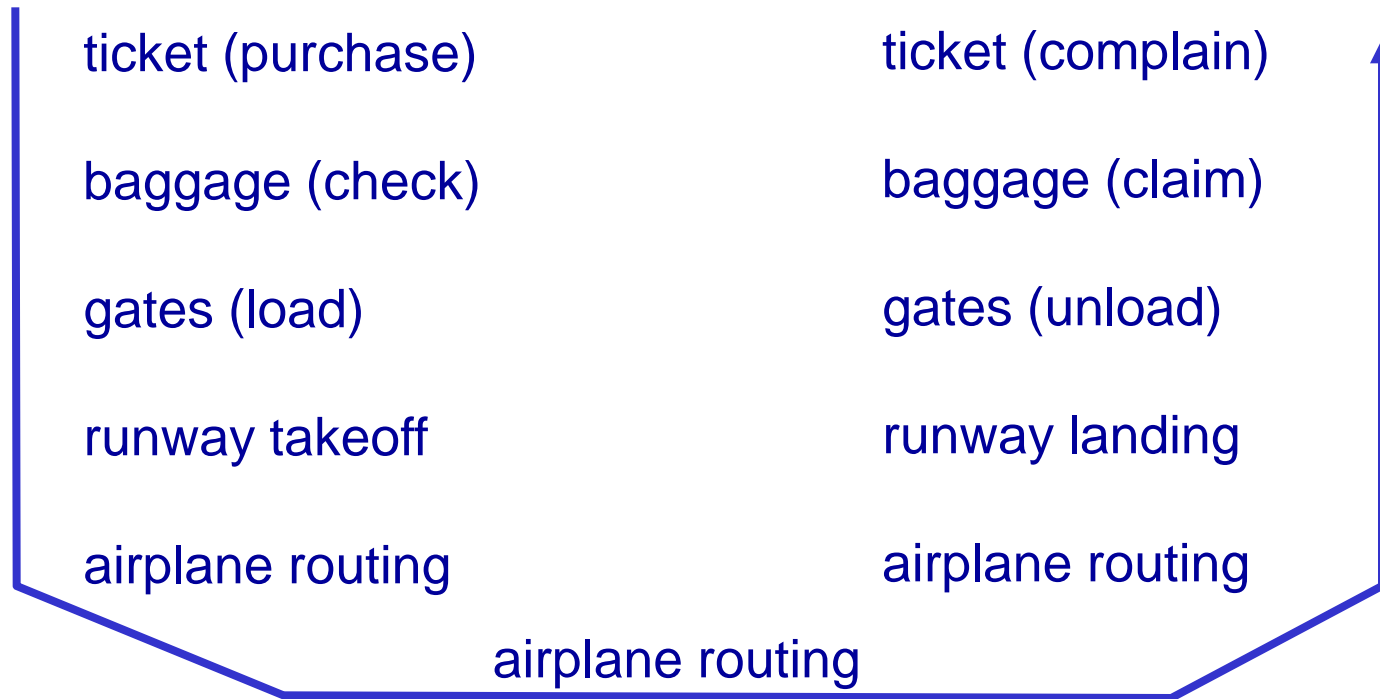 ticket (purchase)
baggage (check)
gates (load)
runway takeoff
airplane routing
ticket (complain)
baggage (claim)
gates (unload)
runway landing
airplane routing
airplane routing